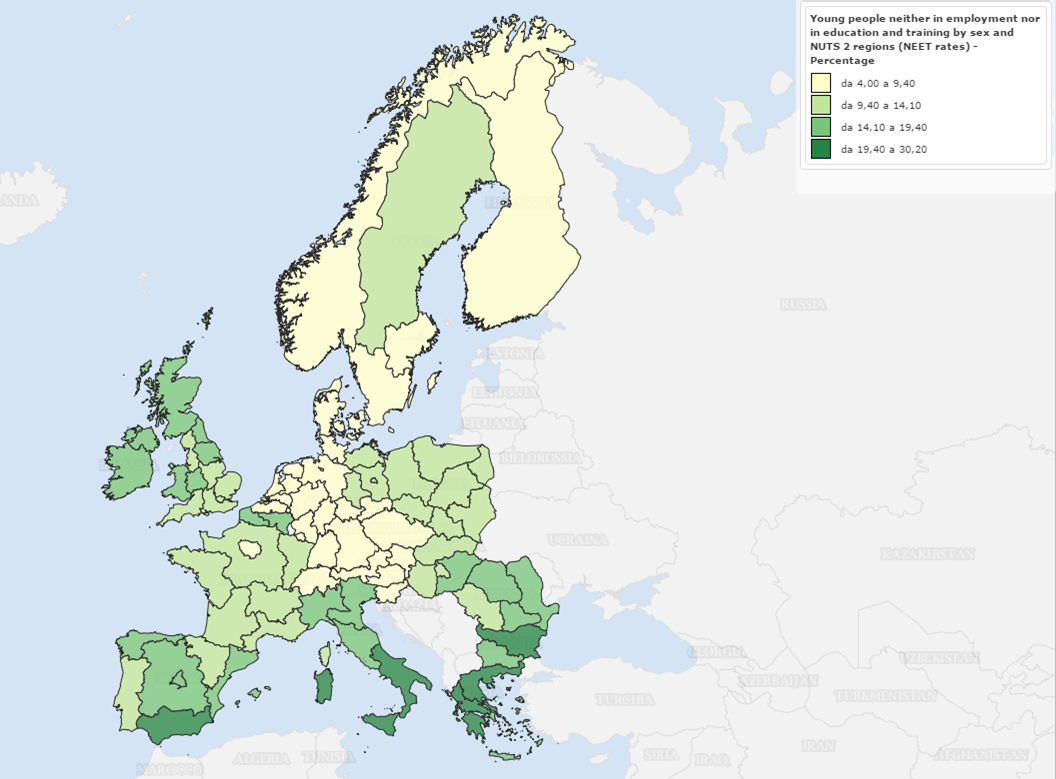 Young people neither in employment nor
in education and training by sex and
NUTS 2 regions (NEET rates) -
Percentage
da 4,00 a 9,40
da 9,40 a 14,10
da 14,10 a 19,40
da 19,40 a 30,20
ANDA
RUSSIA
ESTONIA
LETTONIA
LITUANIA
BIELORUSSIA
UCRAINA
KAZAKHSTAN
GEORGIA
UZBEKISTAN
AZERBAIJAN
TURKMENISTAN
TURCHIA
SIRIA
IRAQ
IRAN
AFGHANISTAN
ALGERIA
TUNISIA
MAROCCO